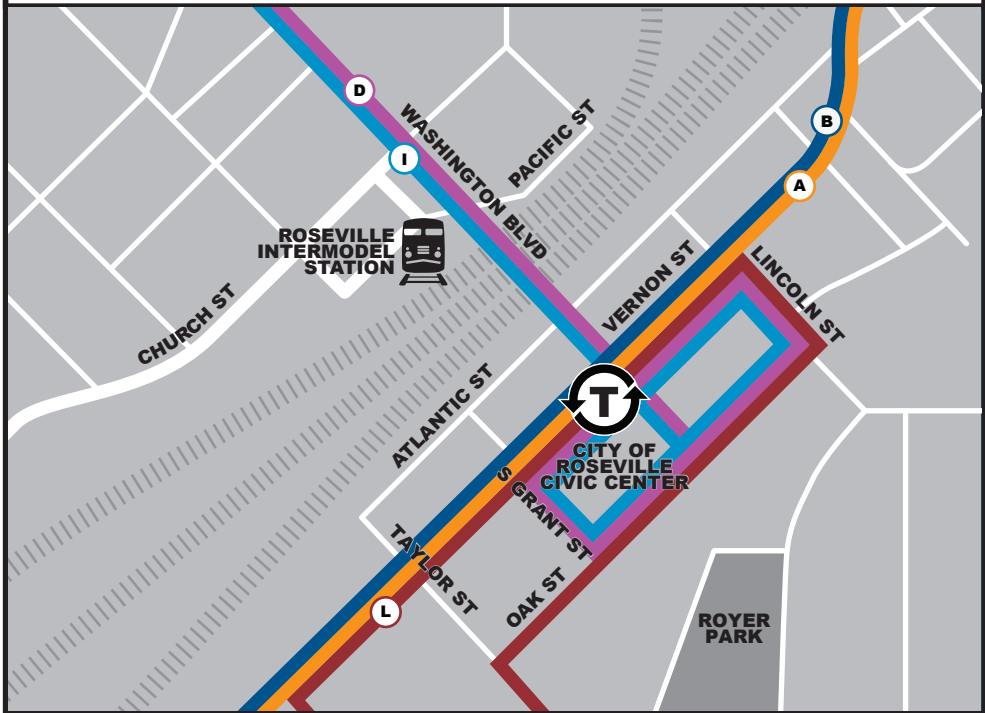 D
WASHINGTON BLVD
PACIFIC ST
B
I
A
ROSEVILLE
INTERMODEL
STATION
VERNON ST
LINCOLN ST
CHURCH ST
ATLANTIC ST
T
CITY OF
ROSEVILLE
CIVIC CENTER
S GRANT ST
TAYLOR ST
OAK ST
L
ROYER
PARK